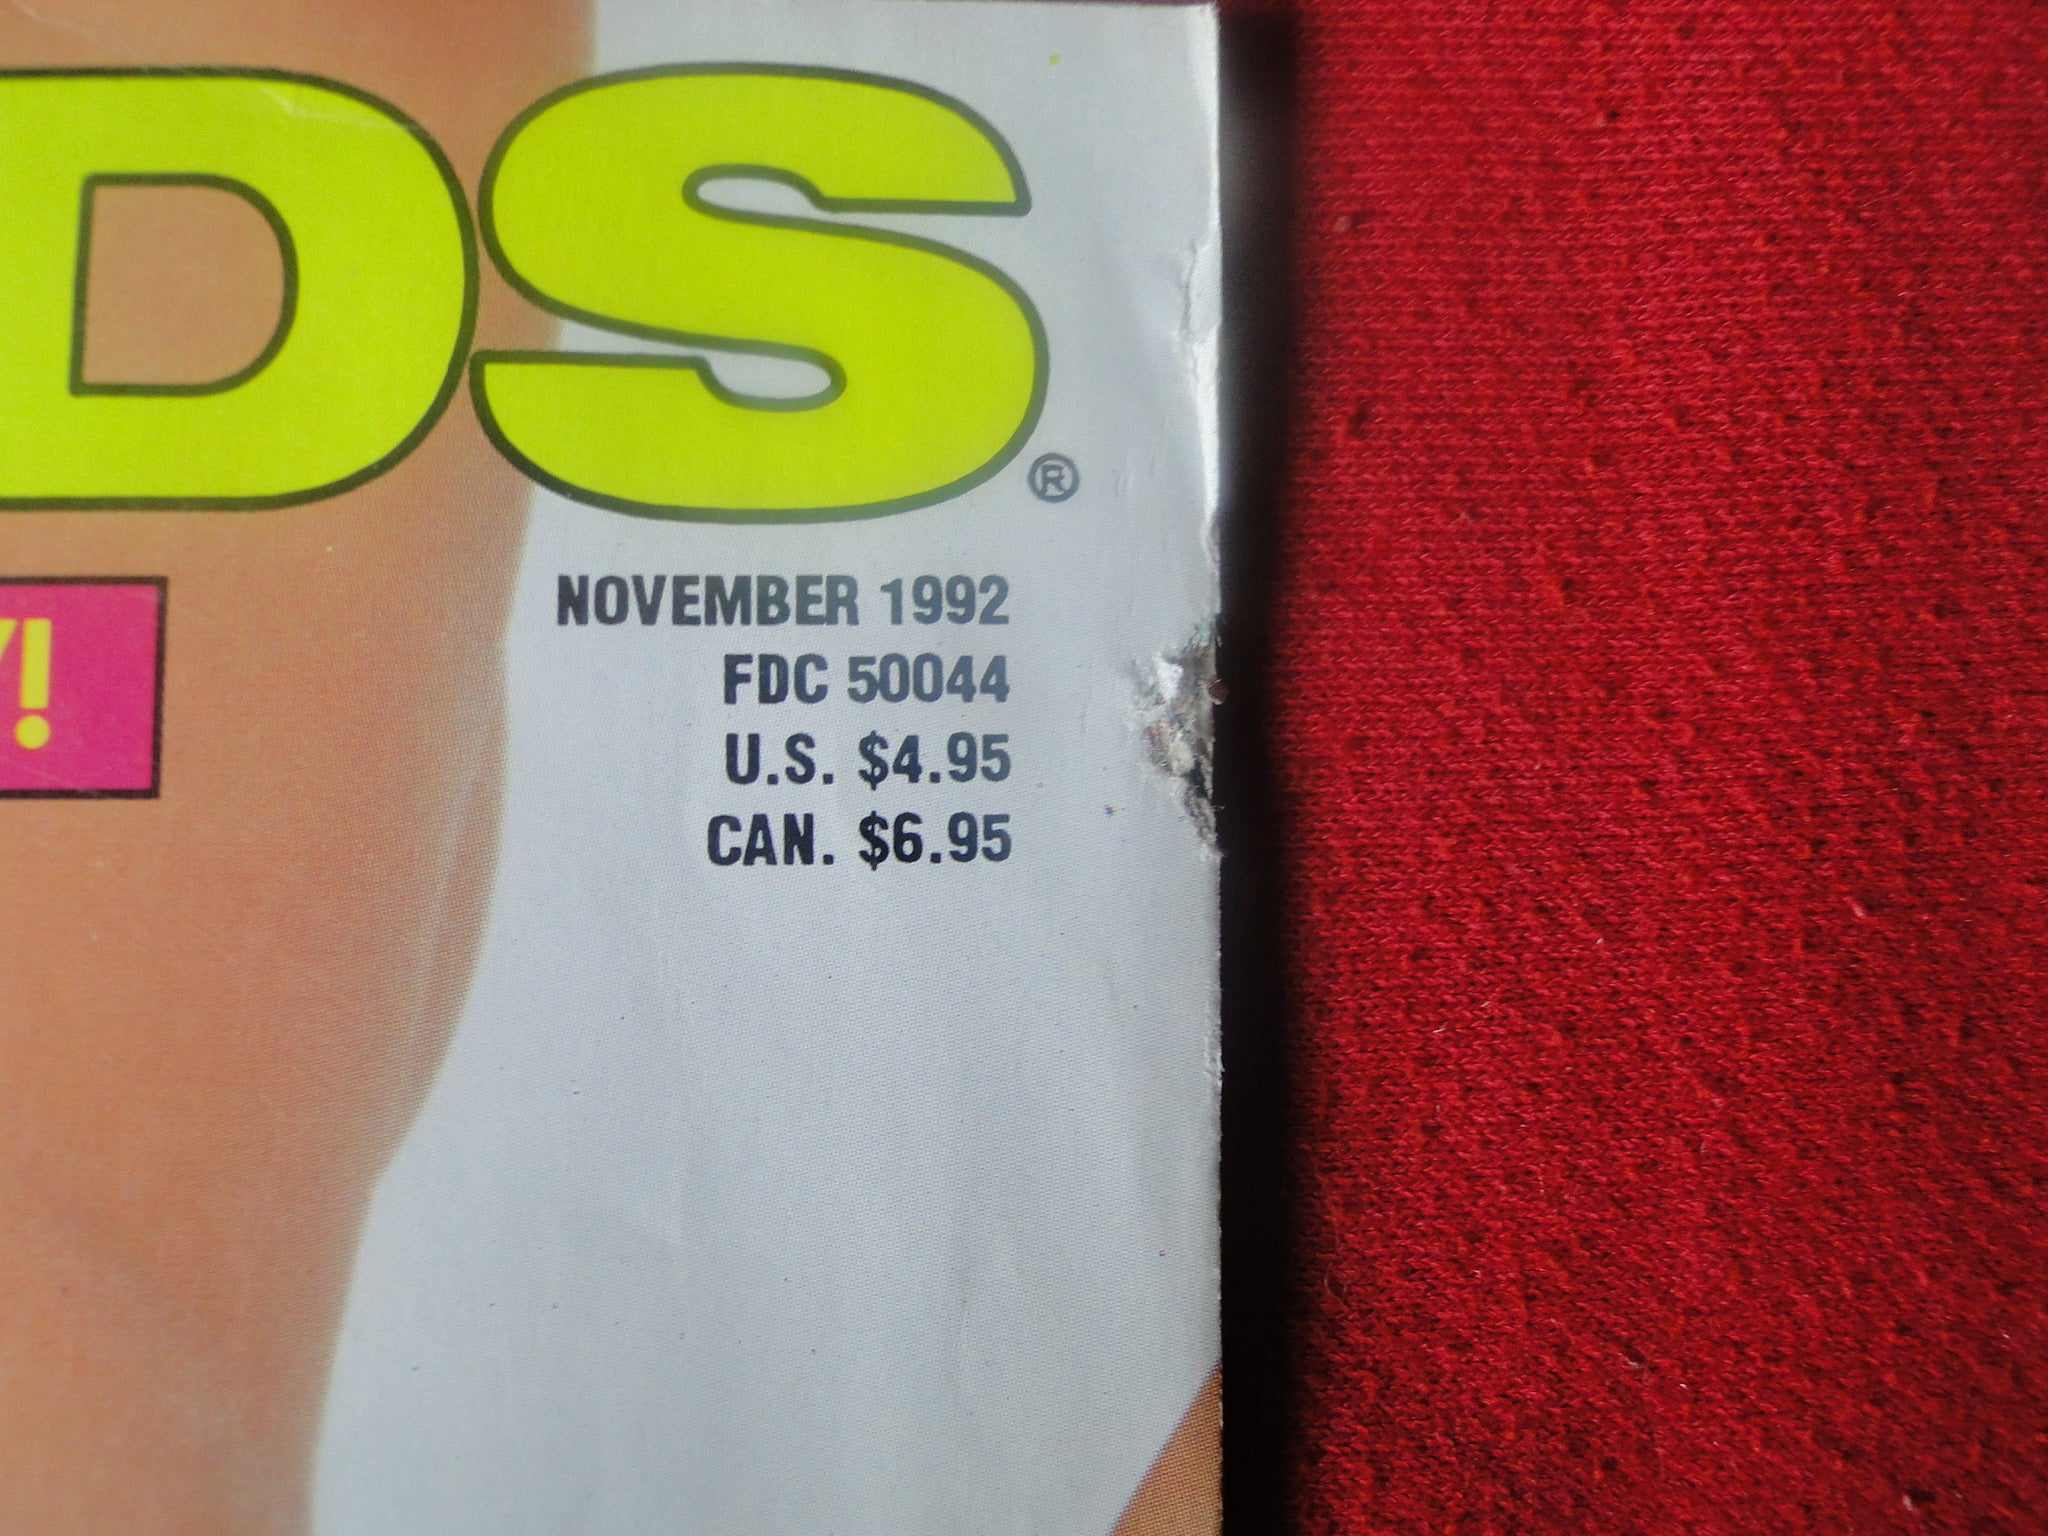 DS®
!
NOVEMBER 1992
FDC 50044
U.S. $4.95
CAN. $6.95